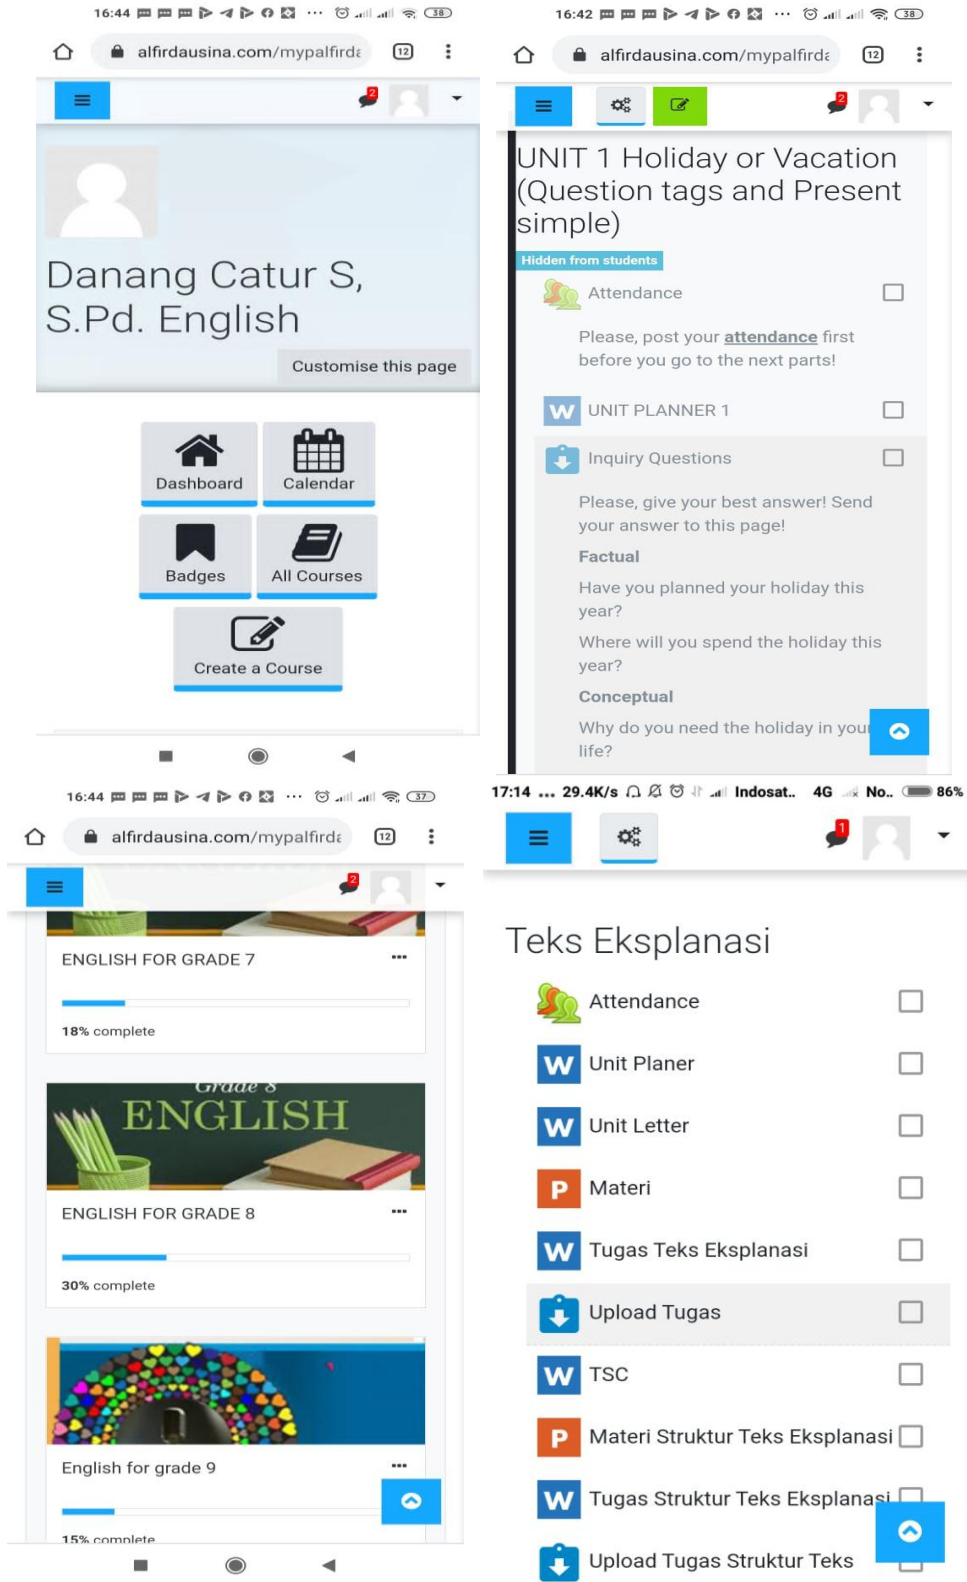 16:44
38
alfirdausina.com/mypalfirda
12
2
Danang Catur S,
S.Pd. English
Customise this page
Dashboard
Calendar
Badges
All Courses
Create a Course
16:42
38
alfirdausina.com/mypalfirda
12
2
UNIT 1 Holiday or Vacation
(Question tags and Present
simple)
Hidden from students
Attendance
Please, post your attendance first
before you go to the next parts!
W UNIT PLANNER 1
Inquiry Questions
Please, give your best answer! Send
your answer to this page!
Factual
Have you planned your holiday this
year?
Where will you spend the holiday this
year?
Conceptual
Why do you need the holiday in your
life?
16:44
37
alfirdausina.com/mypalfirda
12
2
ENGLISH FOR GRADE 7
18% complete
Grade 8
ENGLISH
ENGLISH FOR GRADE 8
30% complete
English for grade 9
15% complete
17:14 ... 29.4K/s Indosat.. 4G No.. 86%
1
Teks Eksplanasi
Attendance
W Unit Planer
W Unit Letter
P Materi
W Tugas Teks Eksplanasi
Upload Tugas
W TSC
P Materi Struktur Teks Eksplanasi
W Tugas Struktur Teks Eksplanasi
Upload Tugas Struktur Teks